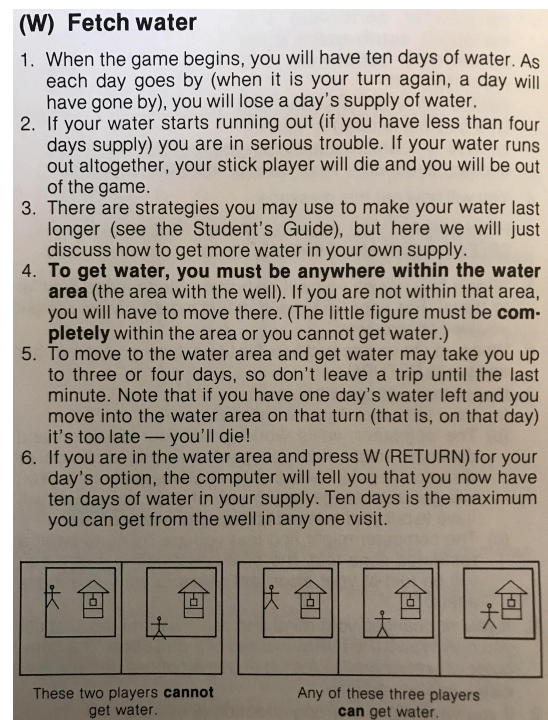 (W) Fetch water
1. When the game begins, you will have ten days of water. As
each day goes by (when it is your turn again, a day will
have gone by), you will lose a day's supply of water.
2. If your water starts running out (if you have less than four
days supply) you are in serious trouble. If your water runs
out altogether, your stick player will die and you will be out
of the game.
3. There are strategies you may use to make your water last
longer (see the Student's Guide), but here we will just
discuss how to get more water in your own supply.
4. To get water, you must be anywhere within the water
area (the area with the well). If you are not within that area,
you will have to move there. (The little figure must be com-
pletely within the area or you cannot get water.)
5. To move to the water area and get water may take you up
to three or four days, so don't leave a trip until the last
minute. Note that if you have one day's water left and you
move into the water area on that turn (that is, on that day)
it's too late — you'll die!
6. If you are in the water area and press W (RETURN) for your
day's option, the computer will tell you that you now have
ten days of water in your supply. Ten days is the maximum
you can get from the well in any one visit.
These two players cannot
get water.
Any of these three players
can get water.